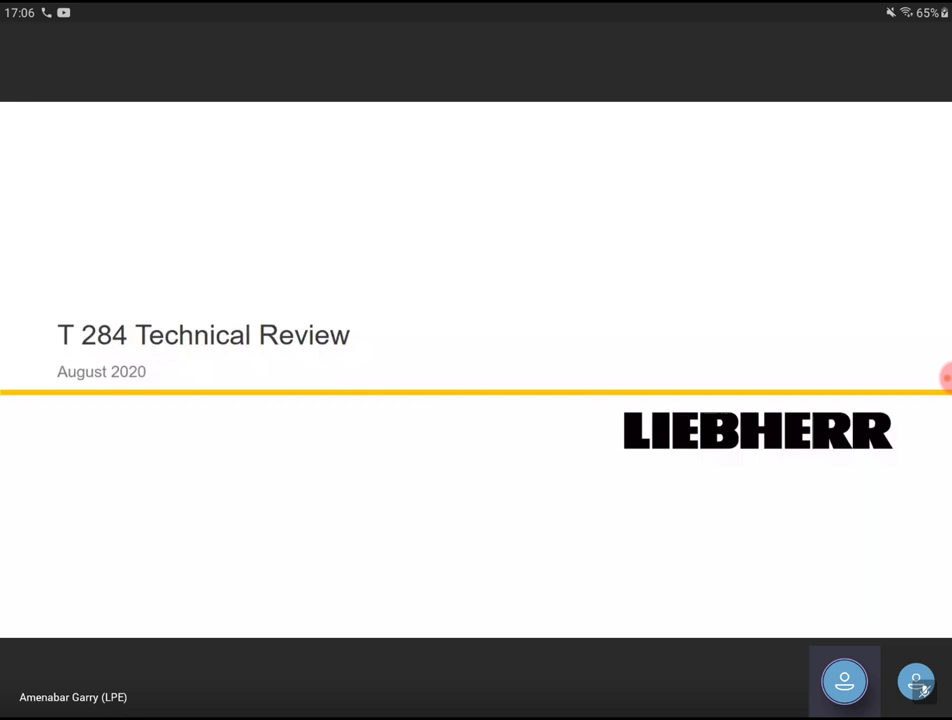 17:06
65%
T 284 Technical Review
August 2020
LIEBHERR
Amenabar Garry (LPE)